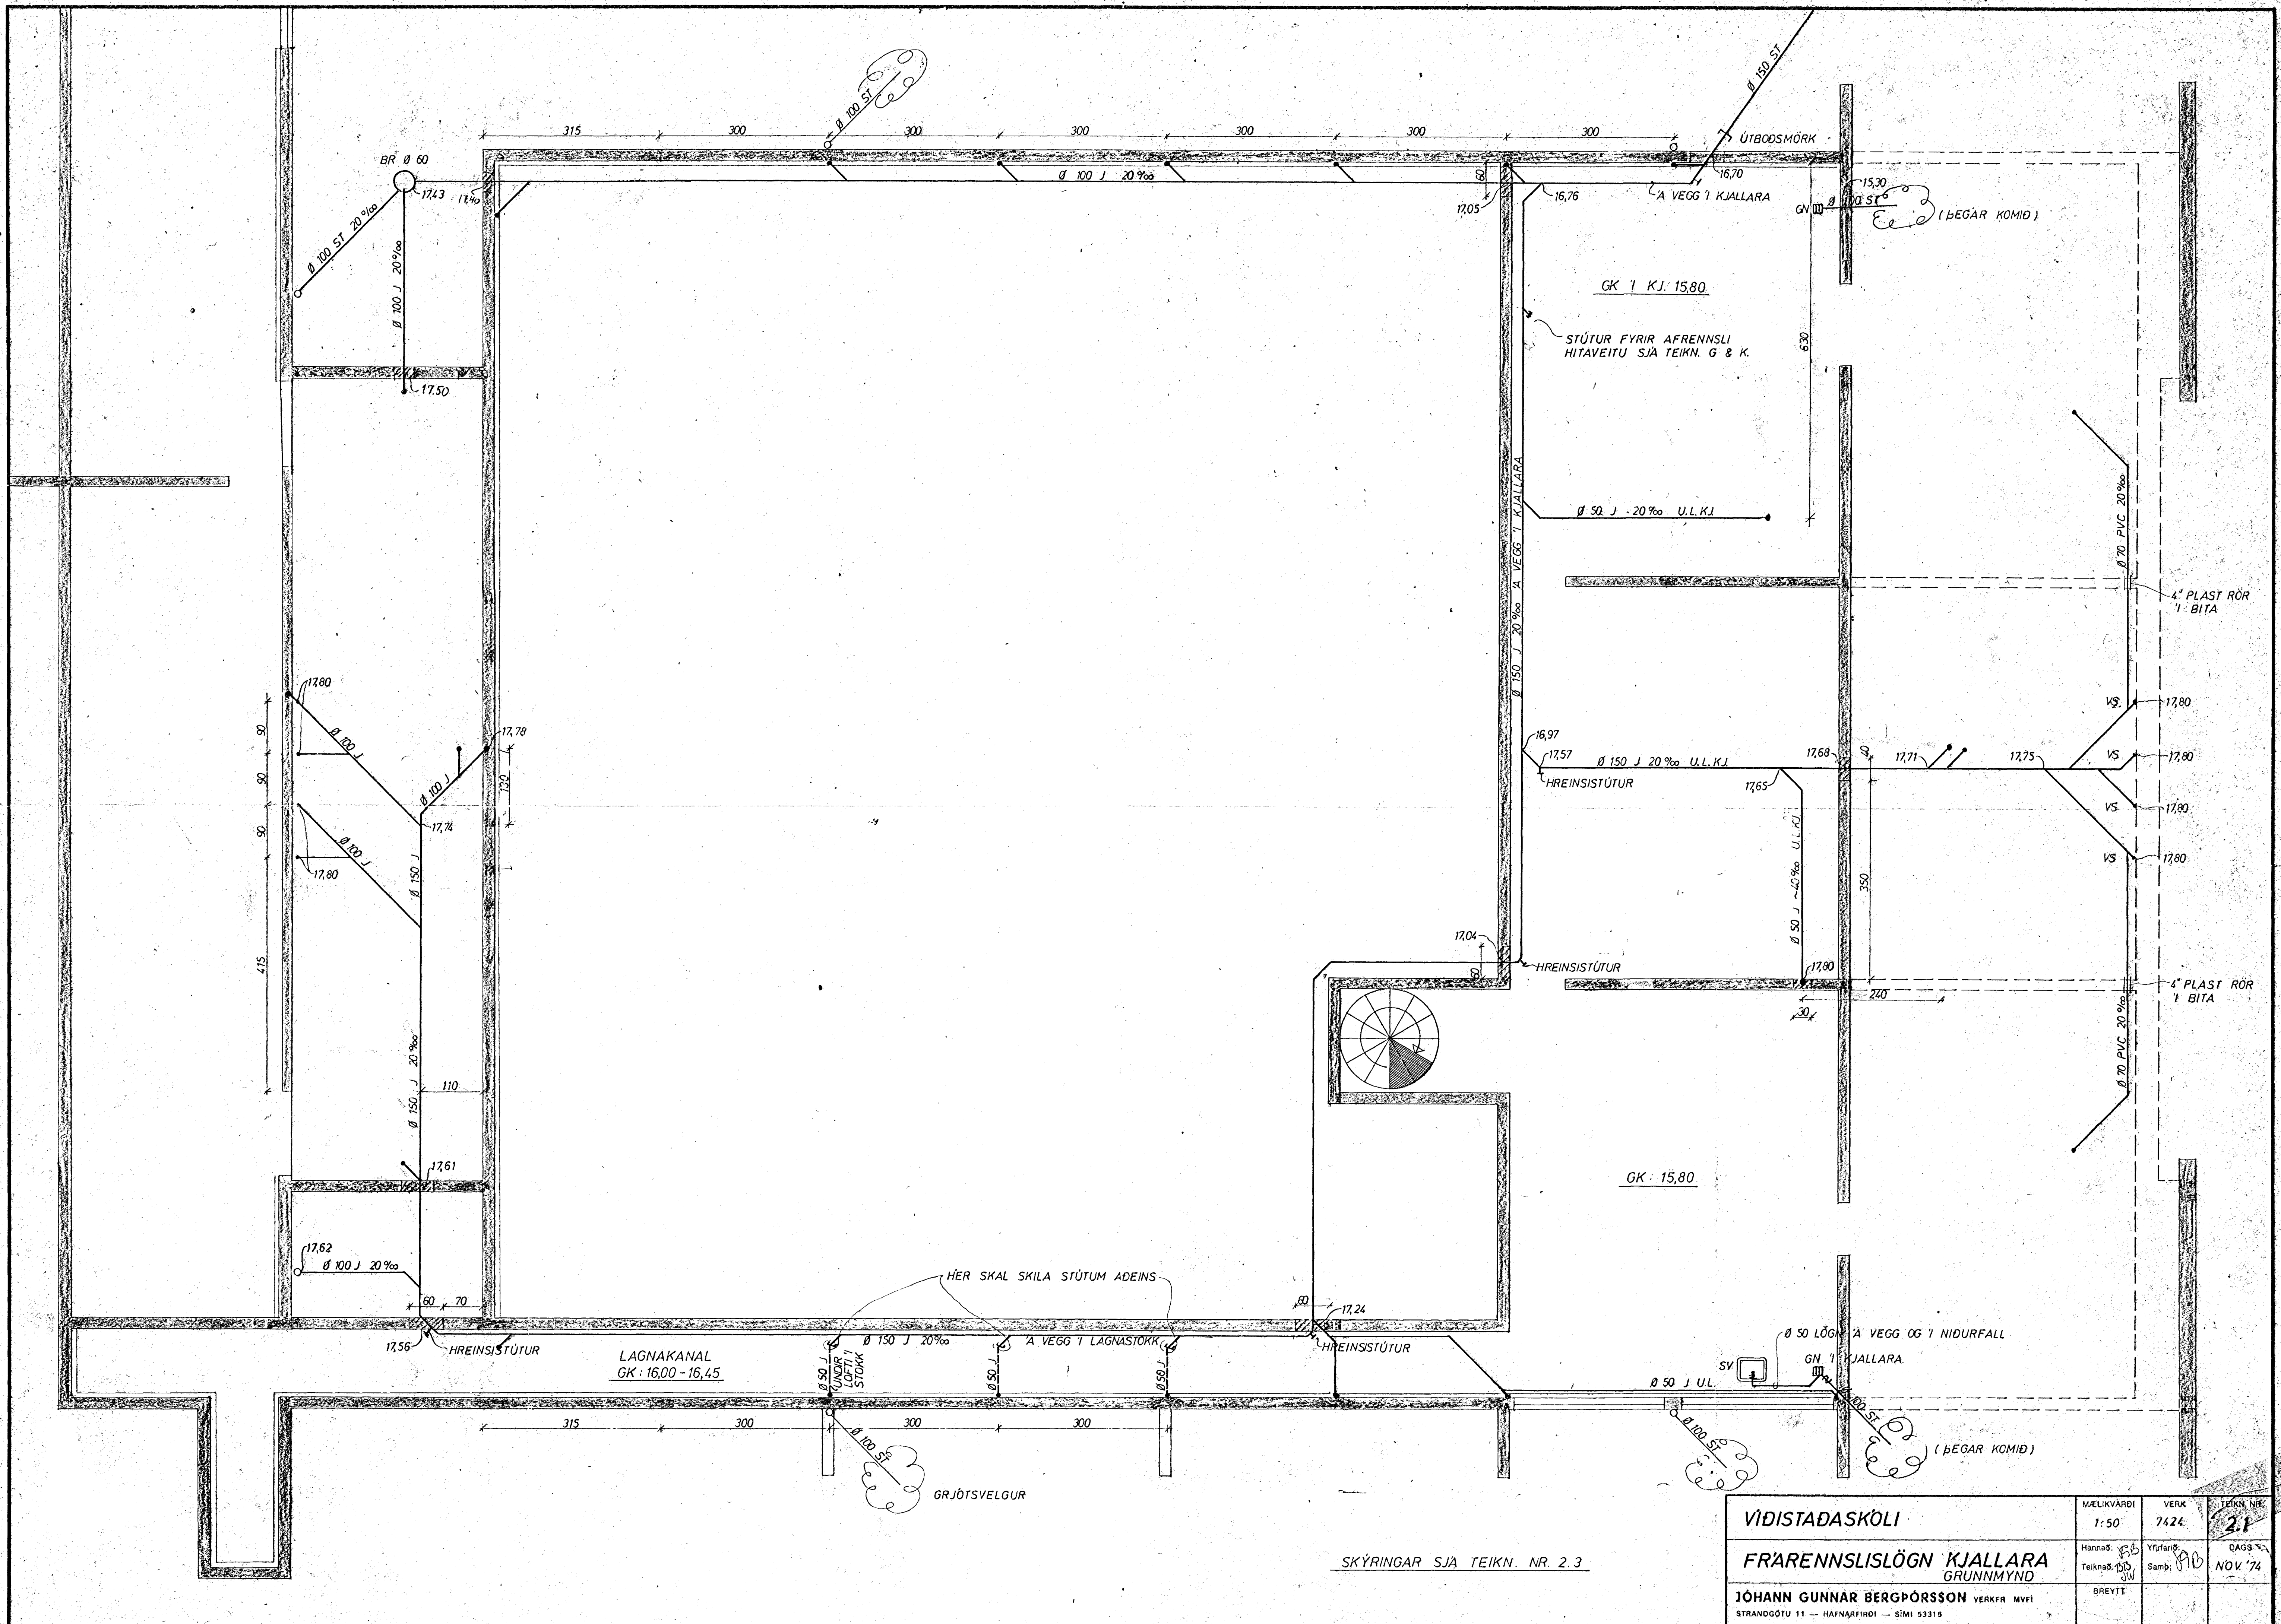 Ø 150 ST
Ø 100 ST
315
300
300
300
300
300
300
ÚTBOÐSMÖRK
BR Ø 60
17,43
17,40
Ø 100 J 20‰
60
17,05
16,76
16,70
Á VEGG Í KJALLARA
15,30
GN
Ø 100 ST
(ÞEGAR KOMIÐ)
Ø 100 ST 20‰
Ø 100 J 20‰
17,50
GK Í KJ. 15,80
STÚTUR FYRIR AFRENNSLI
HITAVEITU SJÁ TEIKN. G & K.
630
Ø 50 J 20‰ U.L.KJ.
Ø 150 J 20‰ Á VEGG Í KJALLARA
Ø 70 PVC 20‰
4" PLAST RÖR
Í BITA
17,80
90
90
90
415
Ø 100 J
17,78
Ø 100 J
130
17,74
Ø 100 J
17,80
Ø 150 J
16,97
17,57
Ø 150 J 20‰ U.L.KJ.
HREINSISTÚTUR
17,68
17,65
40
17,71
17,75
VS
17,80
VS
17,80
VS
17,80
VS
17,80
Ø 50 J ~40‰ U.L.KJ.
350
17,04
60
HREINSISTÚTUR
17,80
240
30
4" PLAST RÖR
Í BITA
Ø 70 PVC 20‰
Ø 150 J 20‰
110
17,61
GK : 15,80
17,62
Ø 100 J 20‰
60
70
HÉR SKAL SKILA STÚTUM AÐEINS
60
17,24
17,56
HREINSISTÚTUR
Ø 150 J 20‰
Á VEGG Í LAGNASTOKK
HREINSISTÚTUR
LAGNAKANAL
GK : 16,00 - 16,45
Ø 50 J
UNDIR
LOFTI Í
STOKK
Ø 50 J
Ø 50 J
Ø 50 LÖGN Á VEGG OG Í NIÐURFALL
SV
GN Í KJALLARA
Ø 50 J U.L.
315
300
300
300
Ø 100 ST
GRJÓTSVELGUR
Ø 100 ST
Ø 100 ST
(ÞEGAR KOMIÐ)
SKÝRINGAR SJÁ TEIKN. NR. 2.3
VÍÐISTAÐASKÓLI
MÆLIKVARÐI
1:50
VERK
7424
TEIKN. NR.
2.1
FRÁRENNSLISLÖGN KJALLARA
GRUNNMYND
Hannað:
Teiknað:
Yfirfarið:
Samþ:
DAGS
NÓV. '74
JÓHANN GUNNAR BERGÞÓRSSON VERKFR MVFÍ
STRANDGÖTU 11 — HAFNARFIRÐI — SÍMI 53315
BREYTT